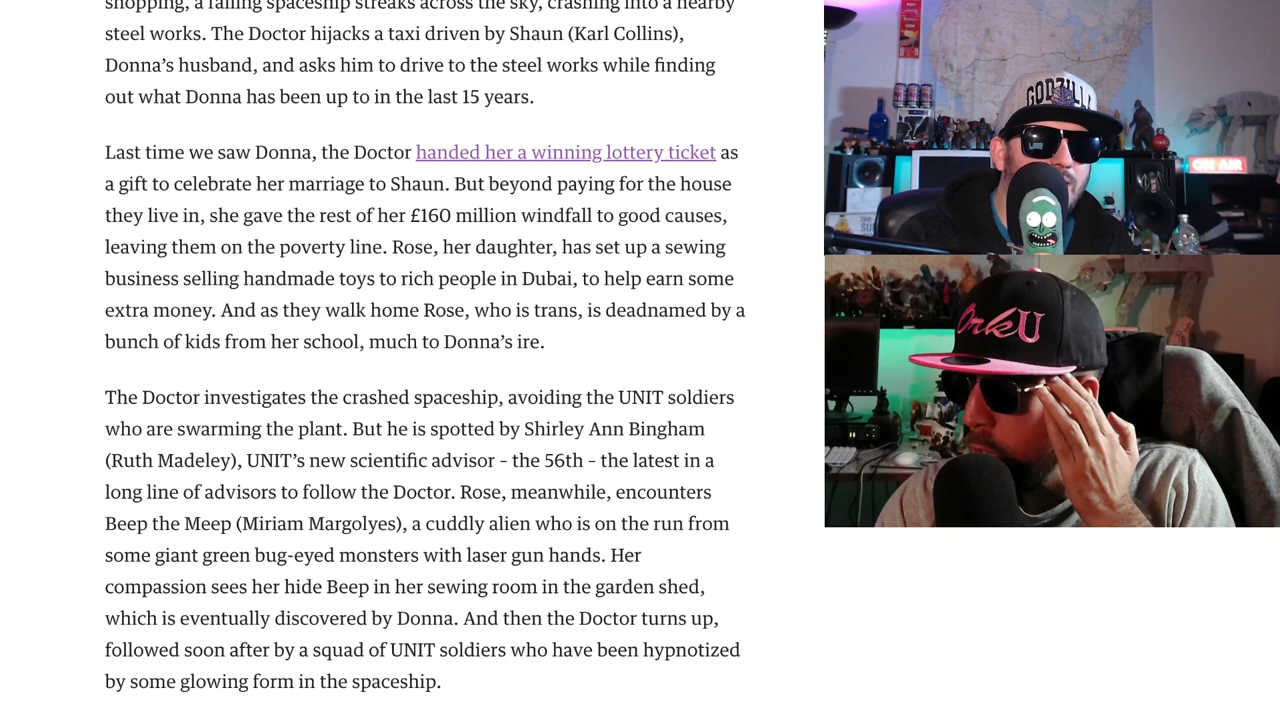 shopping, a falling spaceship streaks across the sky, crashing into a nearby
steel works. The Doctor hijacks a taxi driven by Shaun (Karl Collins),
Donna’s husband, and asks him to drive to the steel works while finding
out what Donna has been up to in the last 15 years.
Last time we saw Donna, the Doctor handed her a winning lottery ticket as
a gift to celebrate her marriage to Shaun. But beyond paying for the house
they live in, she gave the rest of her £160 million windfall to good causes,
leaving them on the poverty line. Rose, her daughter, has set up a sewing
business selling handmade toys to rich people in Dubai, to help earn some
extra money. And as they walk home Rose, who is trans, is deadnamed by a
bunch of kids from her school, much to Donna’s ire.
The Doctor investigates the crashed spaceship, avoiding the UNIT soldiers
who are swarming the plant. But he is spotted by Shirley Ann Bingham
(Ruth Madeley), UNIT’s new scientific advisor – the 56th – the latest in a
long line of advisors to follow the Doctor. Rose, meanwhile, encounters
Beep the Meep (Miriam Margolyes), a cuddly alien who is on the run from
some giant green bug-eyed monsters with laser gun hands. Her
compassion sees her hide Beep in her sewing room in the garden shed,
which is eventually discovered by Donna. And then the Doctor turns up,
followed soon after by a squad of UNIT soldiers who have been hypnotized
by some glowing form in the spaceship.
GODZILLA
ON AIR
OrkU